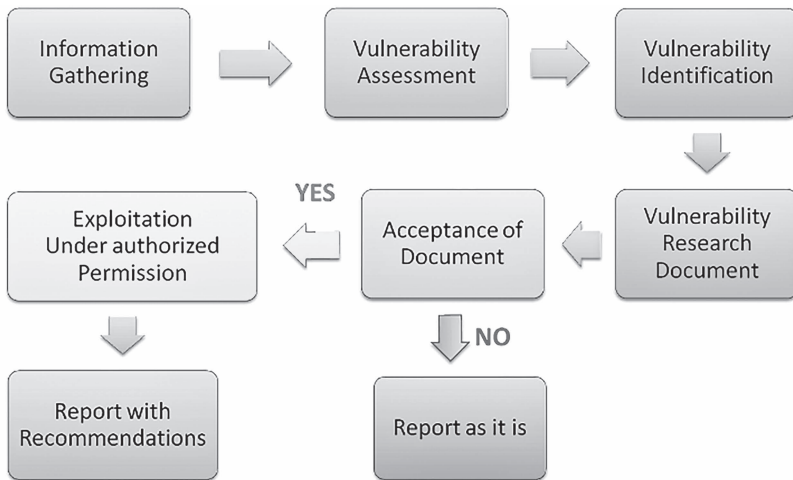 Information
Gathering
Vulnerability
Assessment
Vulnerability
Identification
Vulnerability
Research
Document
Acceptance of
Document
YES
Exploitation
Under authorized
Permission
NO
Report with
Recommendations
Report as it is